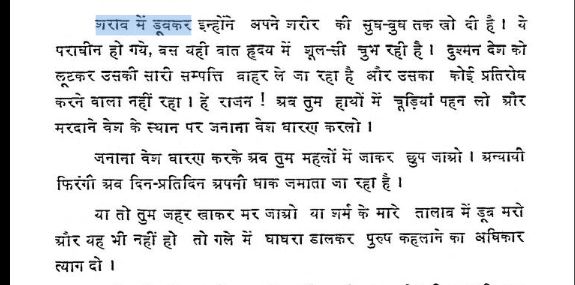 शराब में डूबकर इन्होंने अपने शरीर की सुध-बुध तक खो दी है । ये
पराधीन हो गये, बस यही बात हृदय में शूल-सी चुभ रही है । दुश्मन देश को
लूटकर उसकी सारी सम्पत्ति बाहर ले जा रहा है और उसका कोई प्रतिरोध
करने वाला नहीं रहा । हे राजन ! अब तुम हाथों में चूड़ियां पहन लो और
मरदाने वेश के स्थान पर जनाना वेश धारण करलो ।
जनाना वेश धारण करके अब तुम महलों में जाकर छुप जाओ । अन्यायी
फिरंगी अब दिन-प्रतिदिन अपनी धाक जमाता जा रहा है ।
या तो तुम जहर खाकर मर जाओ या शर्म के मारे तालाब में डूब मरो
और यह भी नहीं हो तो गले में घाघरा डालकर पुरुष कहलाने का अधिकार
त्याग दो ।